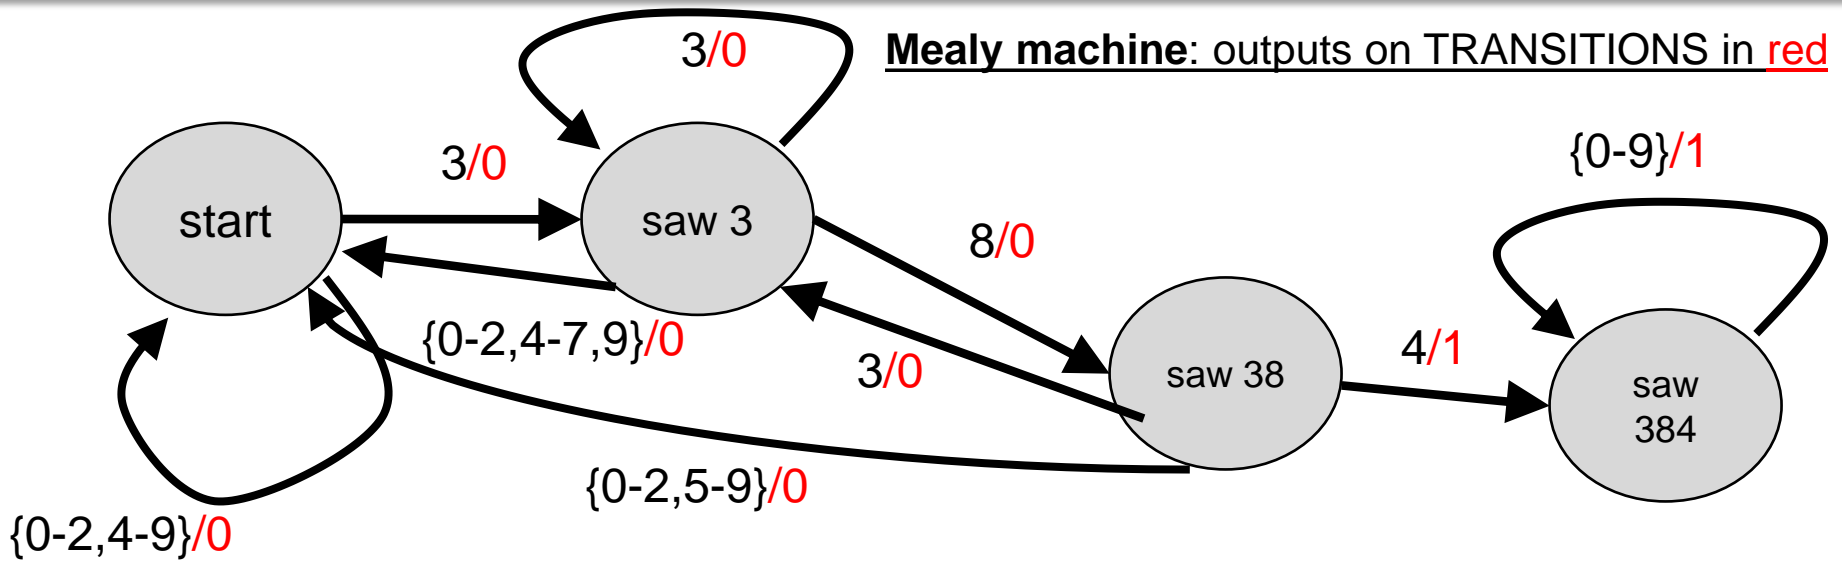 Mealy machine: outputs on TRANSITIONS in red
3/0
3/0
{0-9}/1
start
saw 3
8/0
{0-2,4-7,9}/0
3/0
saw 38
4/1
saw
384
{0-2,5-9}/0
{0-2,4-9}/0